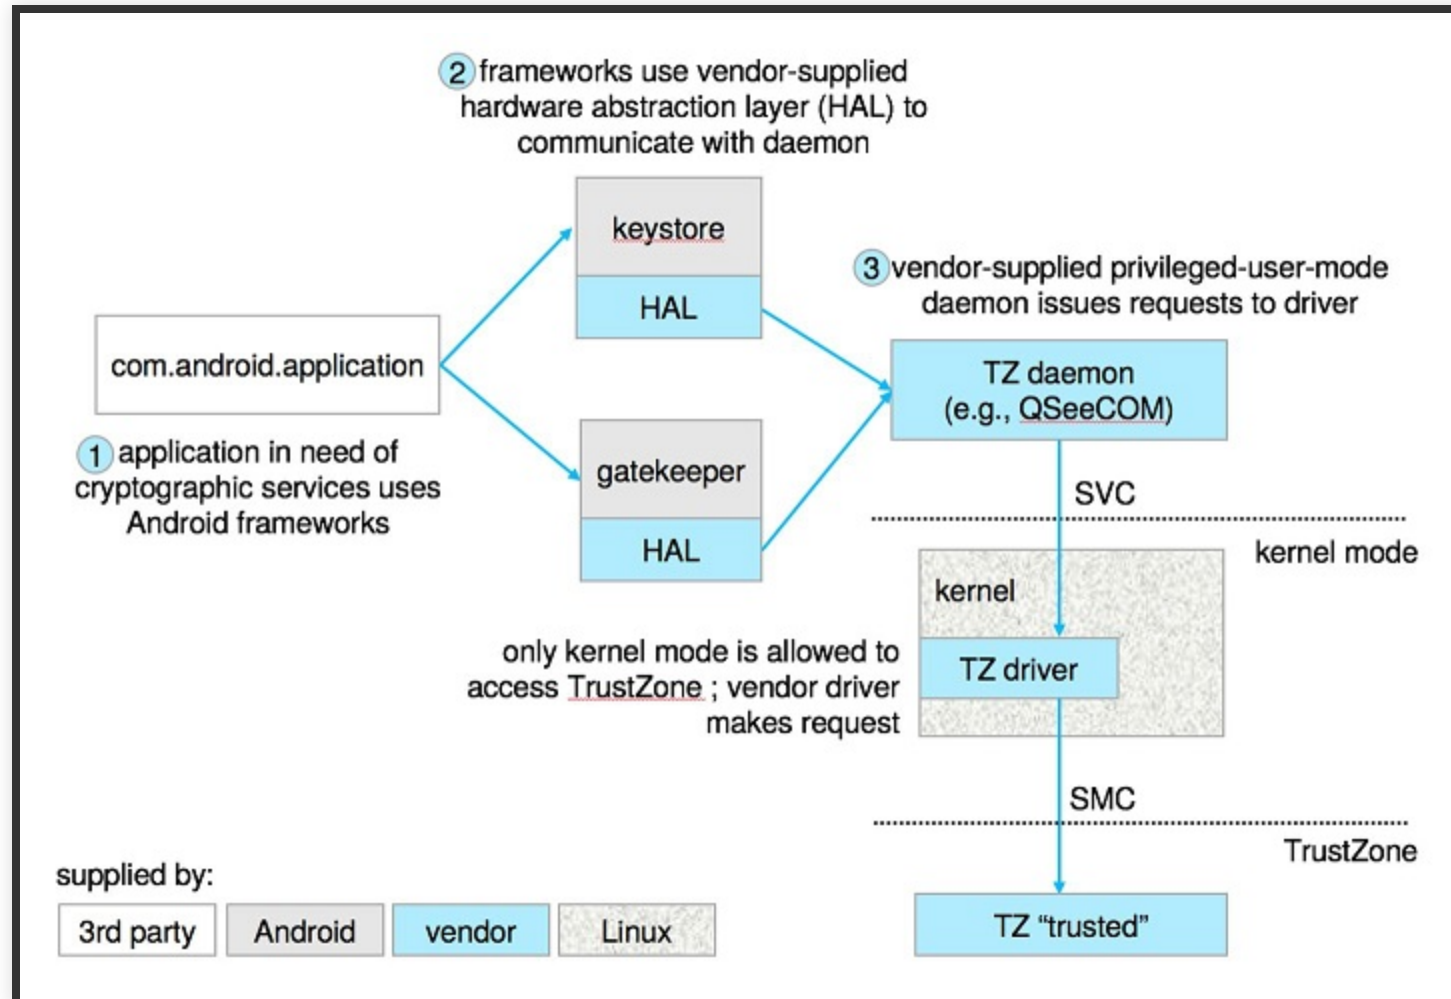 2 frameworks use vendor-supplied
hardware abstraction layer (HAL) to
communicate with daemon
keystore
HAL
3 vendor-supplied privileged-user-mode
daemon issues requests to driver
com.android.application
TZ daemon
(e.g., QSeeCOM)
1 application in need of
cryptographic services uses
Android frameworks
gatekeeper
HAL
SVC
kernel mode
kernel
only kernel mode is allowed to
access TrustZone ; vendor driver
makes request
TZ driver
SMC
TrustZone
supplied by:
3rd party
Android
vendor
Linux
TZ “trusted”